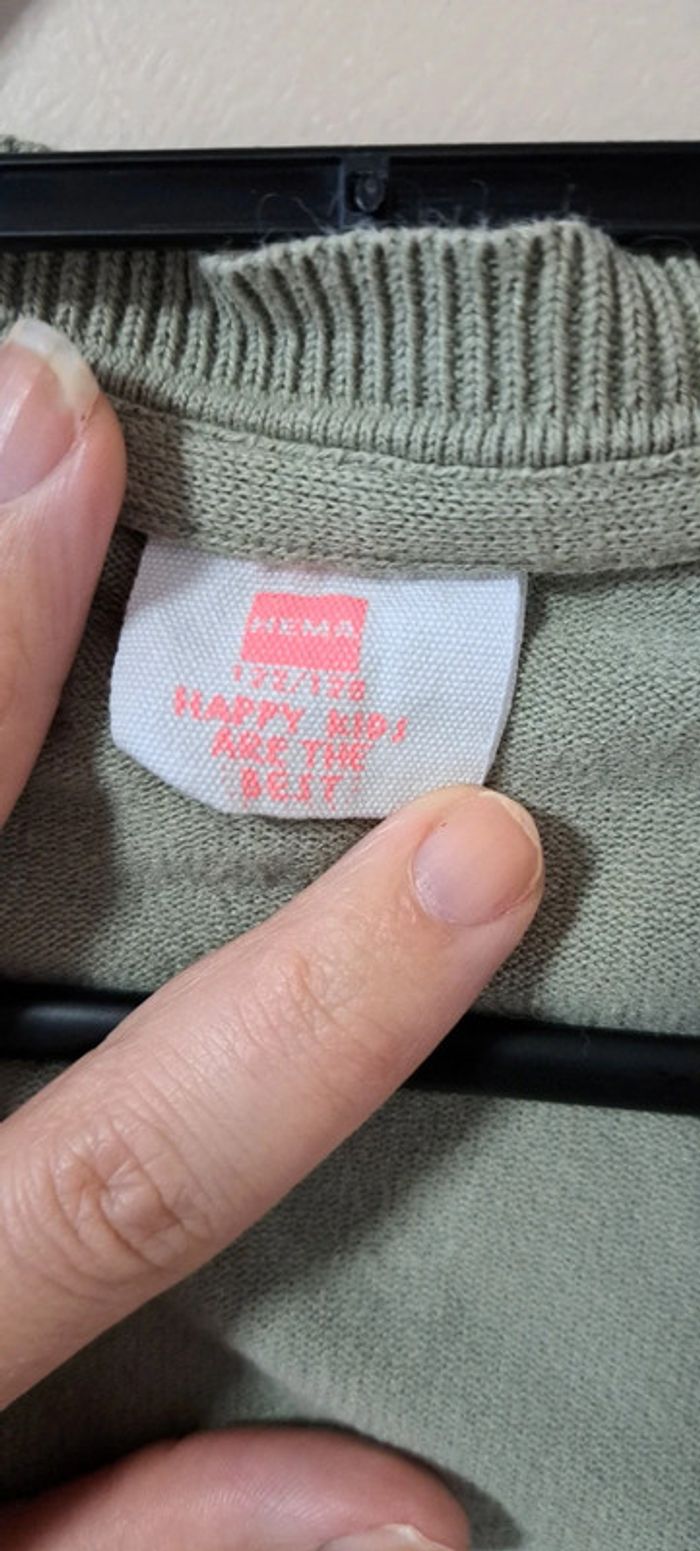 HEMA
122/128
HAPPY KIDS
ARE THE
BEST